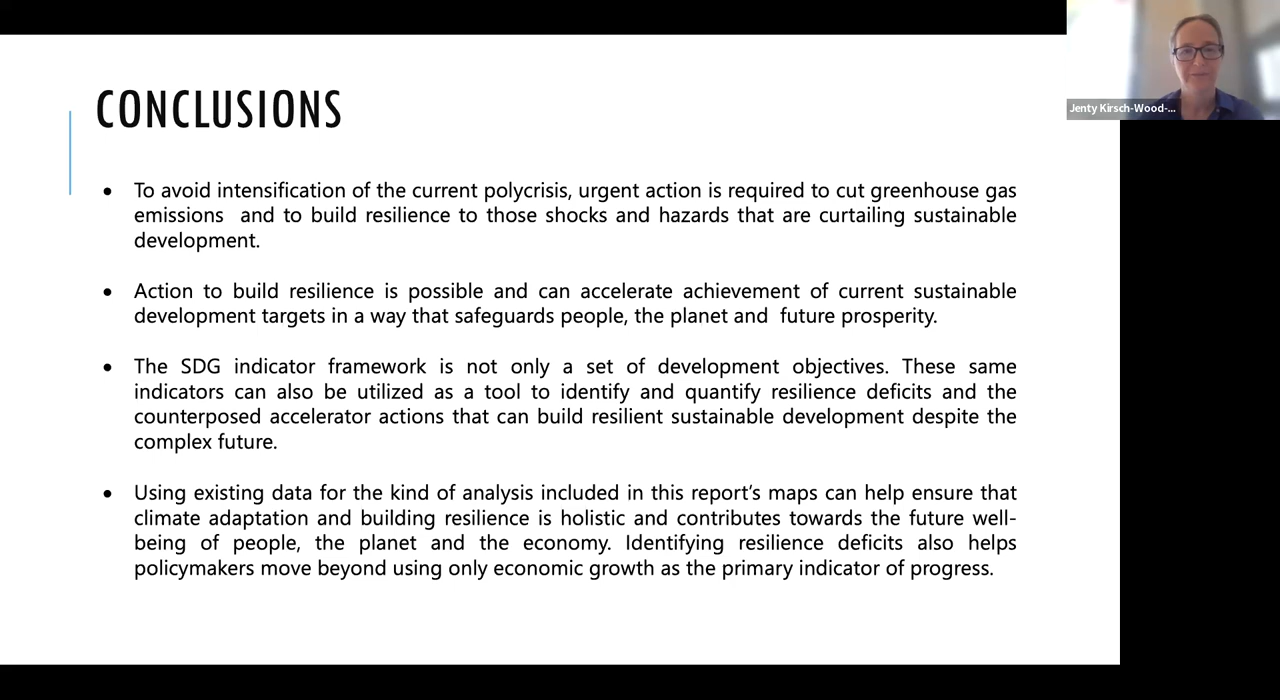 CONCLUSIONS
Jenty Kirsch-Wood-...
• To avoid intensification of the current polycrisis, urgent action is required to cut greenhouse gas
emissions and to build resilience to those shocks and hazards that are curtailing sustainable
development.
• Action to build resilience is possible and can accelerate achievement of current sustainable
development targets in a way that safeguards people, the planet and future prosperity.
• The SDG indicator framework is not only a set of development objectives. These same
indicators can also be utilized as a tool to identify and quantify resilience deficits and the
counterposed accelerator actions that can build resilient sustainable development despite the
complex future.
• Using existing data for the kind of analysis included in this report’s maps can help ensure that
climate adaptation and building resilience is holistic and contributes towards the future well-
being of people, the planet and the economy. Identifying resilience deficits also helps
policymakers move beyond using only economic growth as the primary indicator of progress.